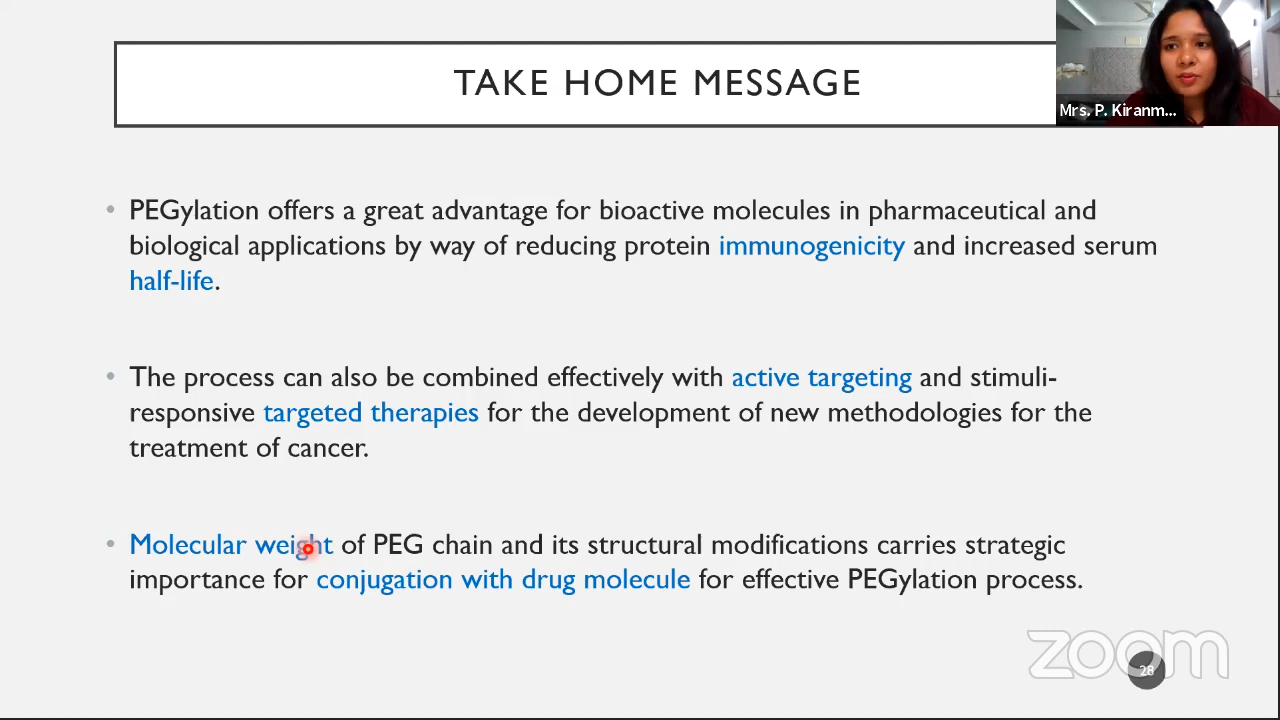 TAKE HOME MESSAGE
Mrs. P. Kiranm...
• PEGylation offers a great advantage for bioactive molecules in pharmaceutical and
biological applications by way of reducing protein immunogenicity and increased serum
half-life.
• The process can also be combined effectively with active targeting and stimuli-
responsive targeted therapies for the development of new methodologies for the
treatment of cancer.
• Molecular weight of PEG chain and its structural modifications carries strategic
importance for conjugation with drug molecule for effective PEGylation process.
zoom
28